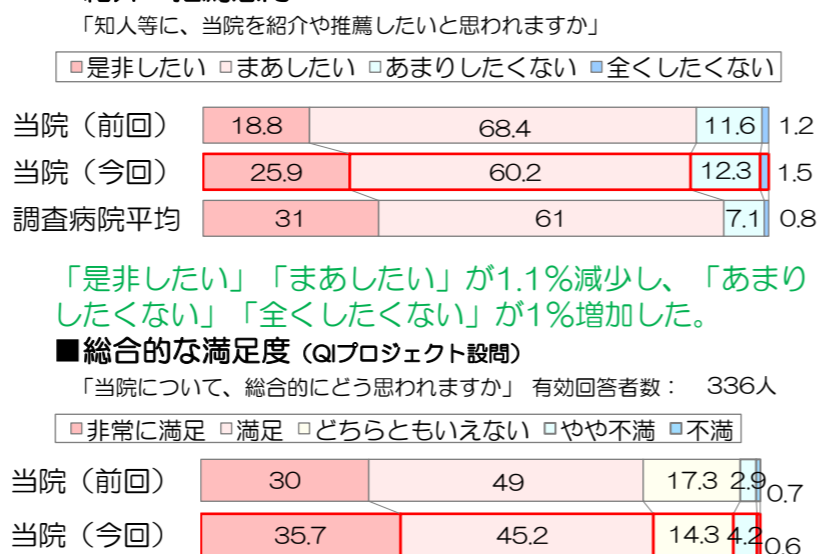 「知人等に、当院を紹介や推薦したいと思われますか」
是非したい まあしたい あまりしたくない 全くしたくない
当院（前回） 18.8 68.4 11.6 1.2
当院（今回） 25.9 60.2 12.3 1.5
調査病院平均 31 61 7.1 0.8
「是非したい」「まあしたい」が1.1％減少し、「あまり
したくない」「全くしたくない」が1％増加した。
■総合的な満足度（QIプロジェクト設問）
「当院について、総合的にどう思われますか」 有効回答者数： 336人
非常に満足 満足 どちらともいえない やや不満 不満
当院（前回） 30 49 17.3 2.9 0.7
当院（今回） 35.7 45.2 14.3 4.2 0.6